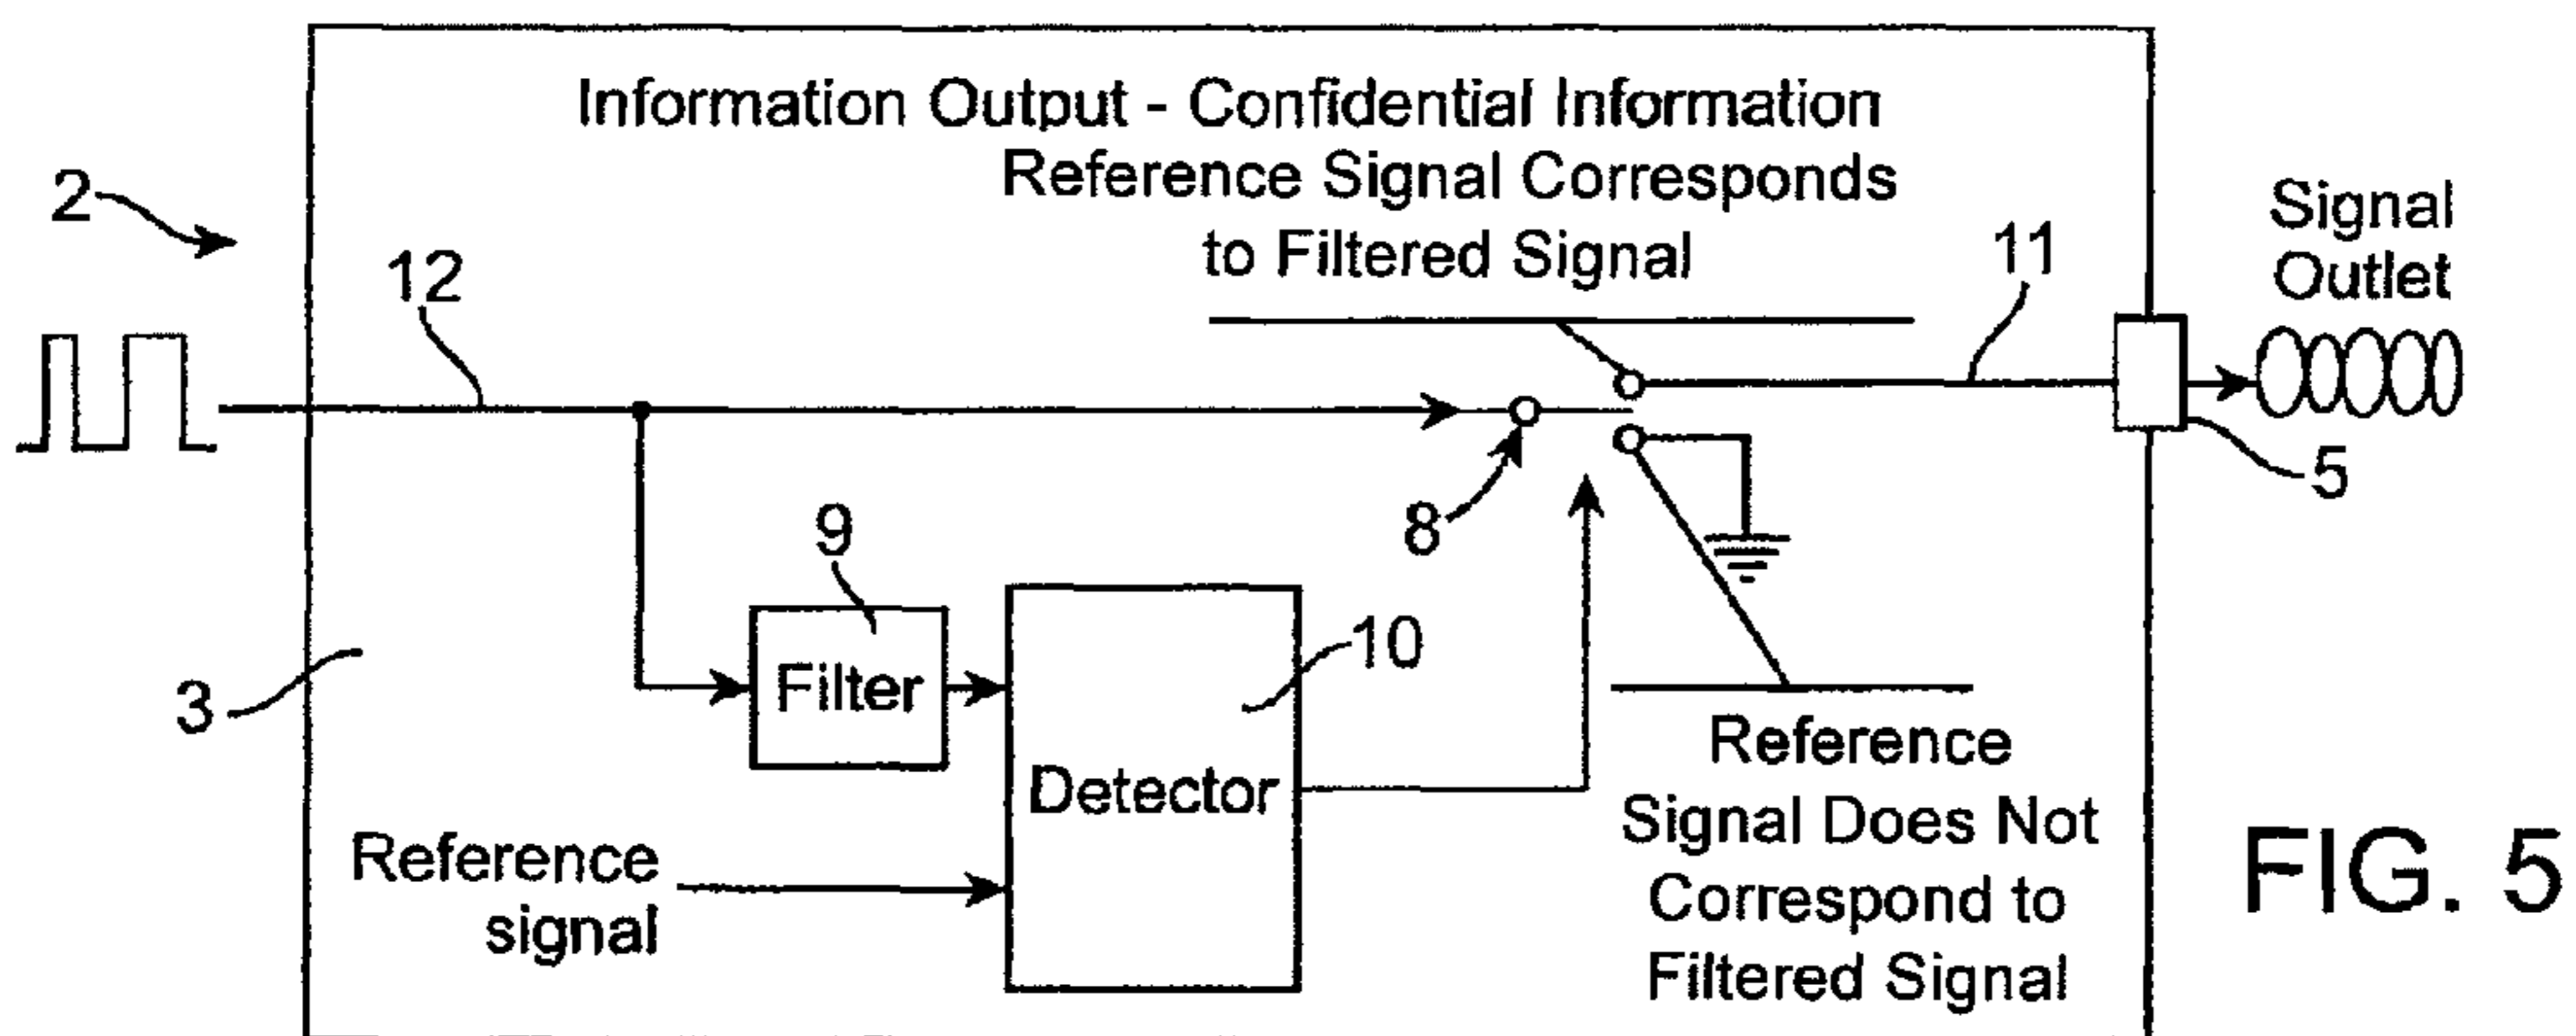 Information Output - Confidential Information
Reference Signal Corresponds
to Filtered Signal
2
12
11
Signal
Outlet
8
5
9
Filter
10
3
Detector
Reference
signal
Reference
Signal Does Not
Correspond to
Filtered Signal
FIG. 5